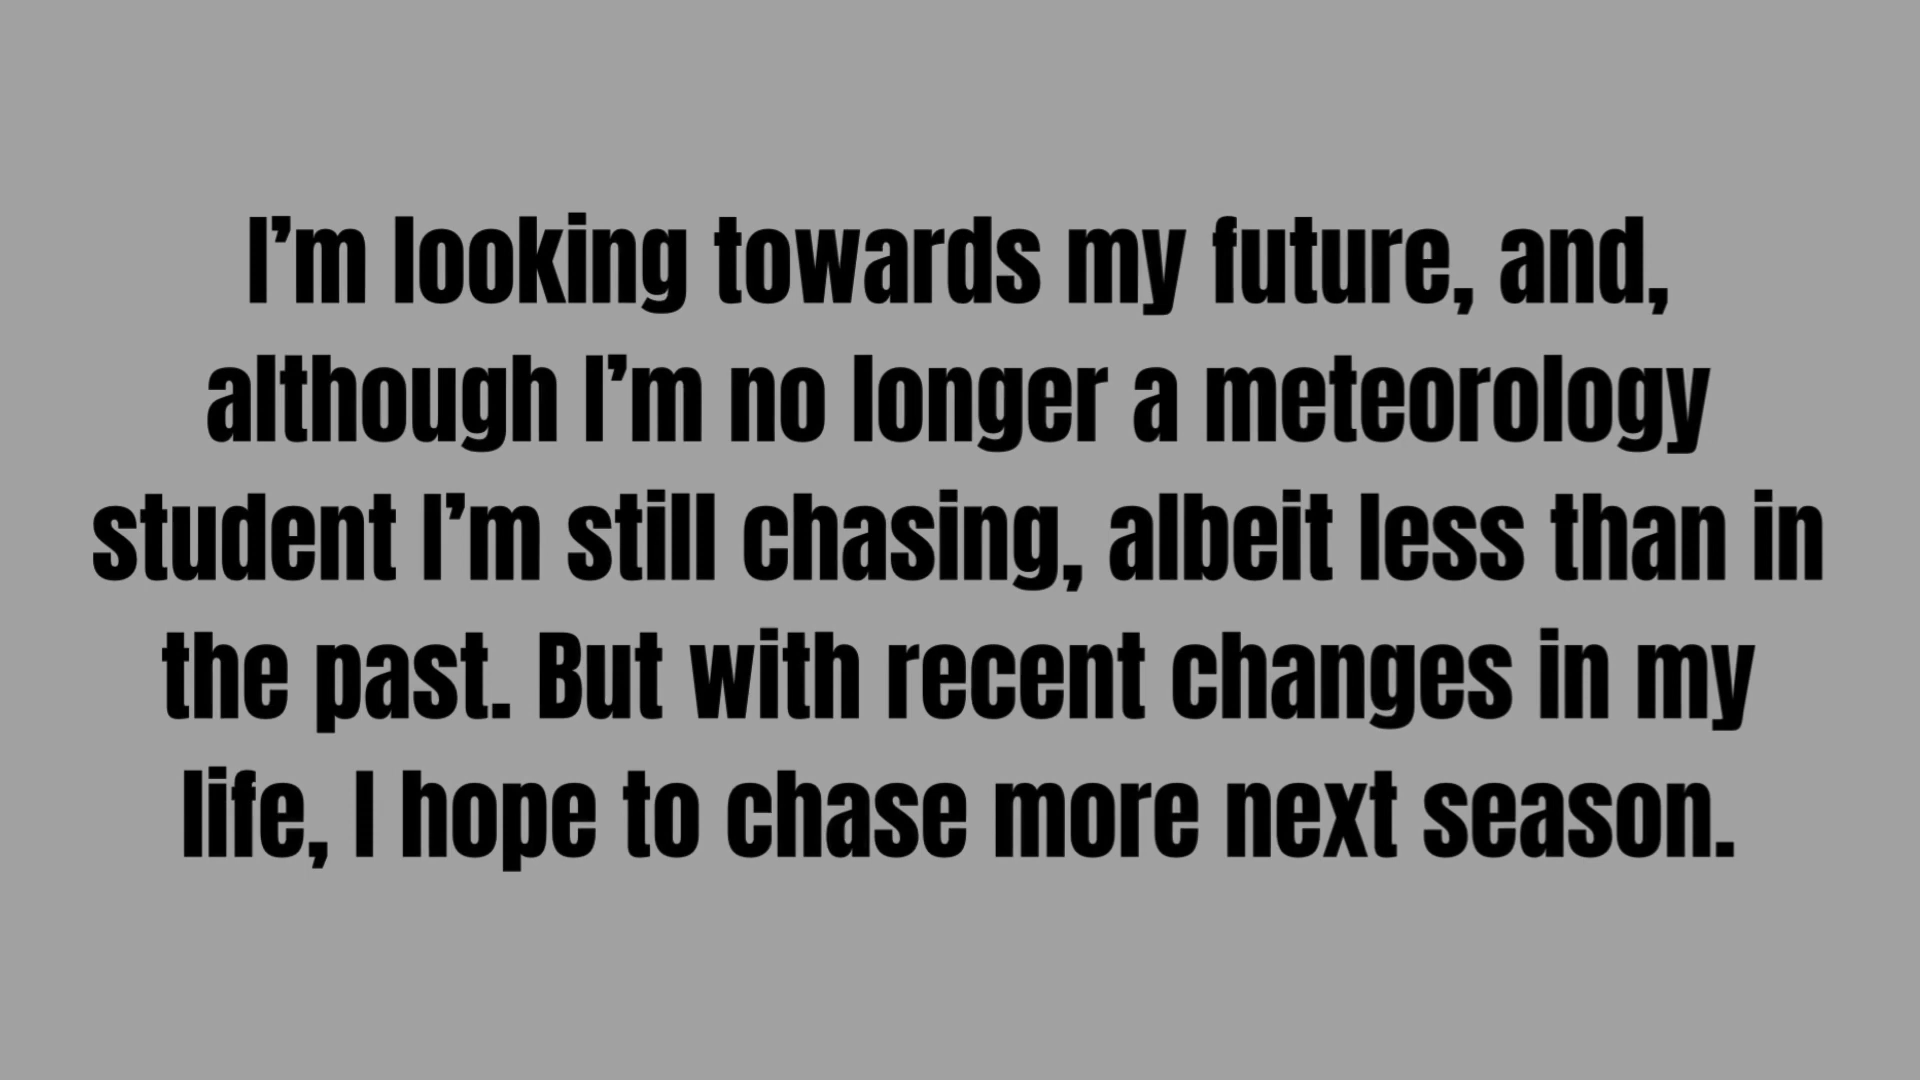 I’m looking towards my future, and,
although I’m no longer a meteorology
student I’m still chasing, albeit less than in
the past. But with recent changes in my
life, I hope to chase more next season.